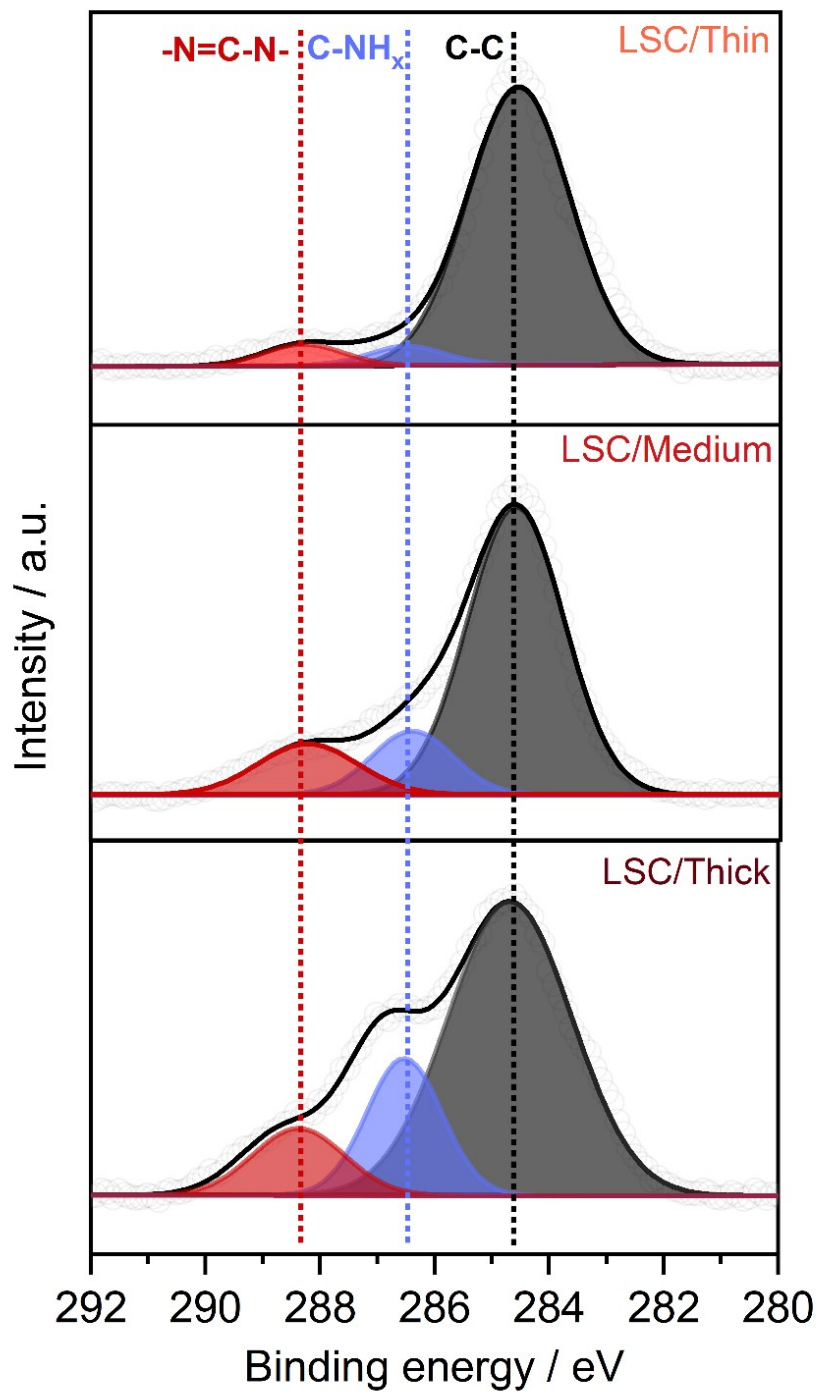 -N=C-N- C-NHₓ C-C LSC/Thin
LSC/Medium
LSC/Thick
Intensity / a.u.
292 290 288 286 284 282 280
Binding energy / eV